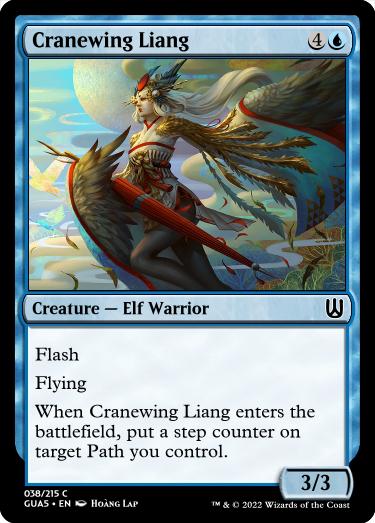 Cranewing Liang 4
Creature — Elf Warrior
Flash
Flying
When Cranewing Liang enters the
battlefield, put a step counter on
target Path you control.
3/3
038/215 C
GUA5 • EN Hoàng Lap ™ & © 2022 Wizards of the Coast